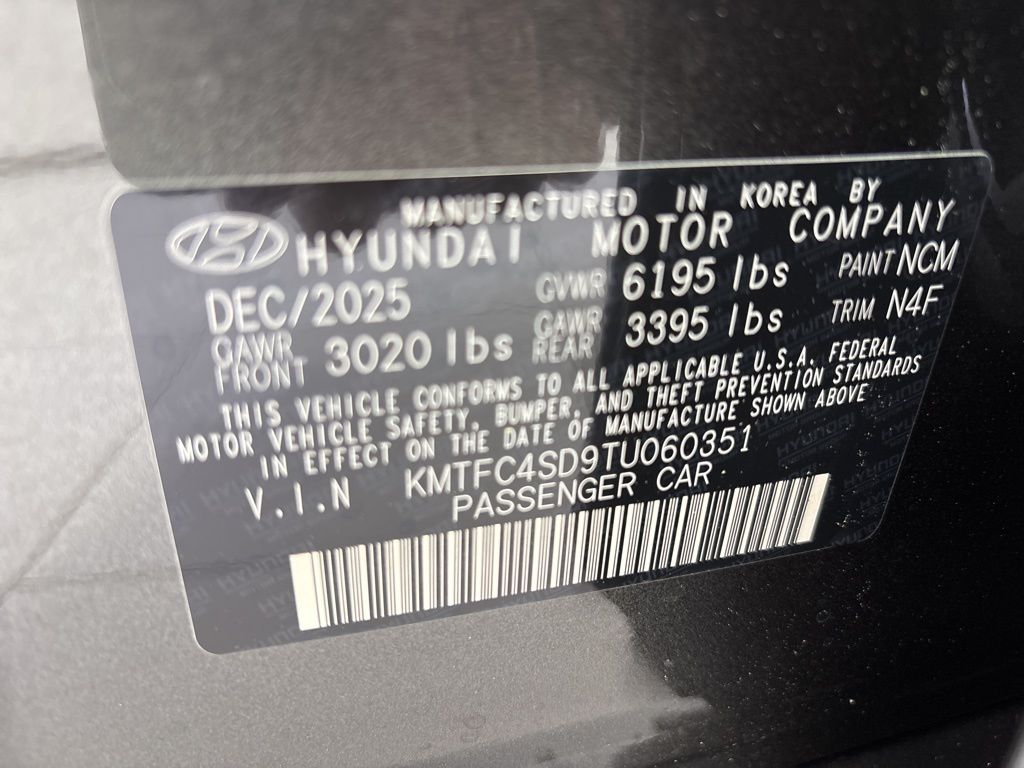 MANUFACTURED IN KOREA BY
HYUNDAI MOTOR COMPANY
DEC/2025 GVWR 6195 lbs PAINT NCM
GAWR FRONT 3020 lbs GAWR REAR 3395 lbs TRIM N4F
THIS VEHICLE CONFORMS TO ALL APPLICABLE U.S.A. FEDERAL
MOTOR VEHICLE SAFETY, BUMPER, AND THEFT PREVENTION STANDARDS
IN EFFECT ON THE DATE OF MANUFACTURE SHOWN ABOVE
V.I.N KMTFC4SD9TU060351
PASSENGER CAR